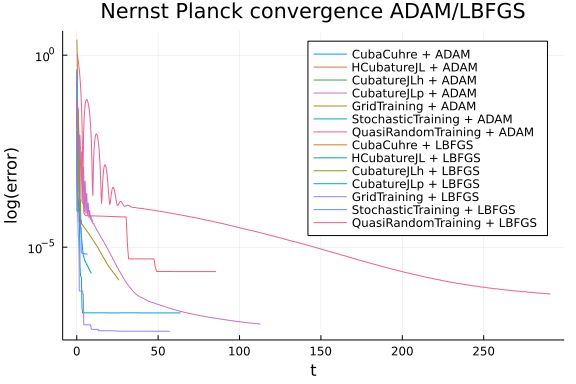 Nernst Planck convergence ADAM/LBFGS
log(error)
10^0
10^-5
CubaCuhre + ADAM
HCubatureJL + ADAM
CubatureJLh + ADAM
CubatureJLp + ADAM
GridTraining + ADAM
StochasticTraining + ADAM
QuasiRandomTraining + ADAM
CubaCuhre + LBFGS
HCubatureJL + LBFGS
CubatureJLh + LBFGS
CubatureJLp + LBFGS
GridTraining + LBFGS
StochasticTraining + LBFGS
QuasiRandomTraining + LBFGS
0 50 100 150 200 250
t